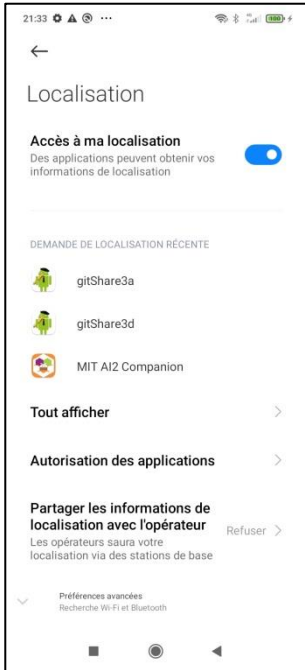 21:33
100
Localisation
Accès à ma localisation
Des applications peuvent obtenir vos
informations de localisation
DEMANDE DE LOCALISATION RÉCENTE
gitShare3a
gitShare3d
MIT AI2 Companion
Tout afficher
Autorisation des applications
Partager les informations de
localisation avec l'opérateur
Refuser
Les opérateurs saura votre
localisation via des stations de base
Préférences avancées
Recherche Wi-Fi et Bluetooth